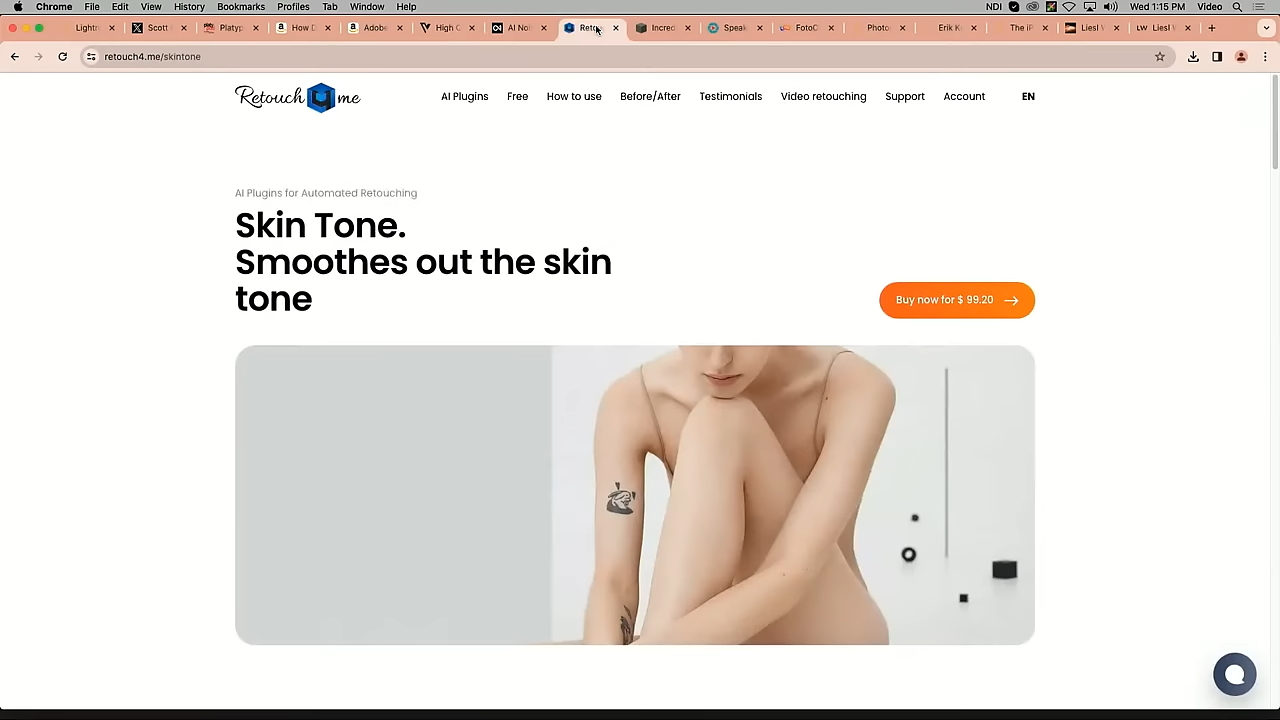 Chrome File Edit View History Bookmarks Profiles Tab Window Help NDI Wed 1:15 PM Video
Lightr Scott Platyp How D Adobe High C AI Noi Reto Incred Speak FotoC Photo Erik K The iP Liesl V Liesl V
retouch4.me/skintone
Retouch 4 me AI Plugins Free How to use Before/After Testimonials Video retouching Support Account EN
AI Plugins for Automated Retouching
Skin Tone.
Smoothes out the skin
tone
Buy now for $ 99.20